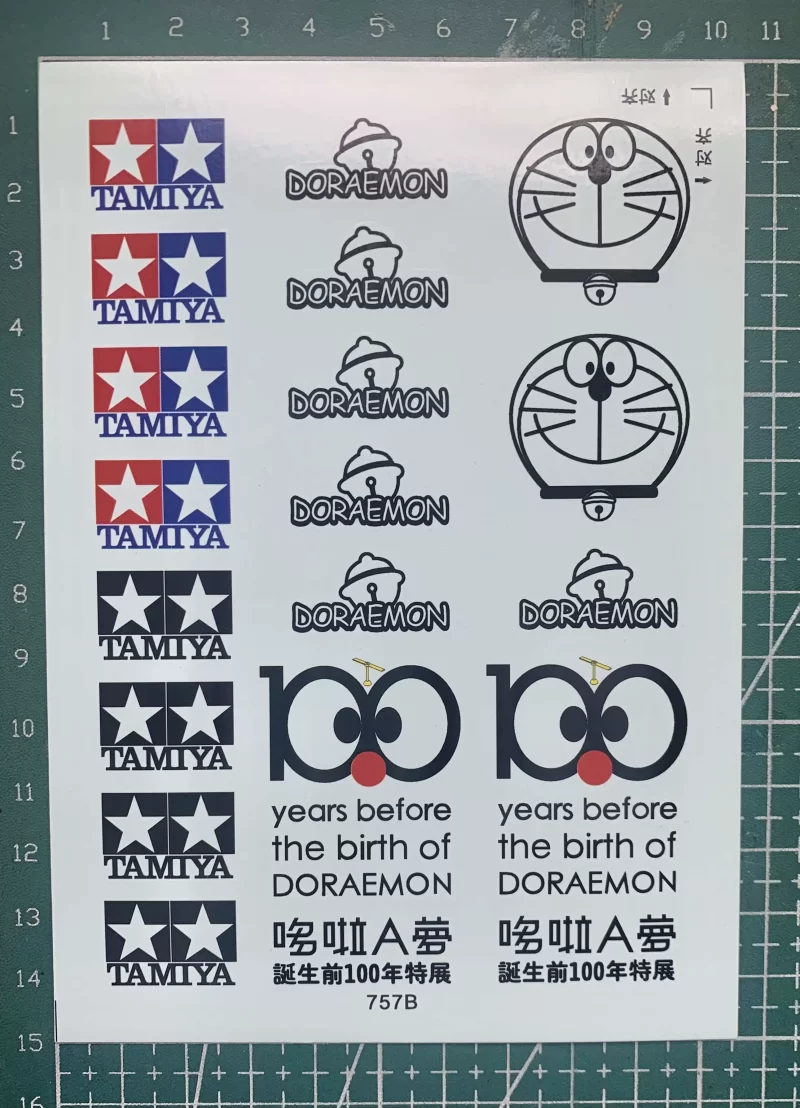 1 2 3 4 5 6 7 8 9 10 11
1
2
3
4
5
6
7
8
9
10
11
12
13
14
15
16
对齐
对齐
TAMIYA
TAMIYA
TAMIYA
TAMIYA
TAMIYA
TAMIYA
TAMIYA
TAMIYA
DORAEMON
DORAEMON
DORAEMON
DORAEMON
DORAEMON
100
years before
the birth of
DORAEMON
哆啦A夢
誕生前100年特展
757B
DORAEMON
100
years before
the birth of
DORAEMON
哆啦A夢
誕生前100年特展